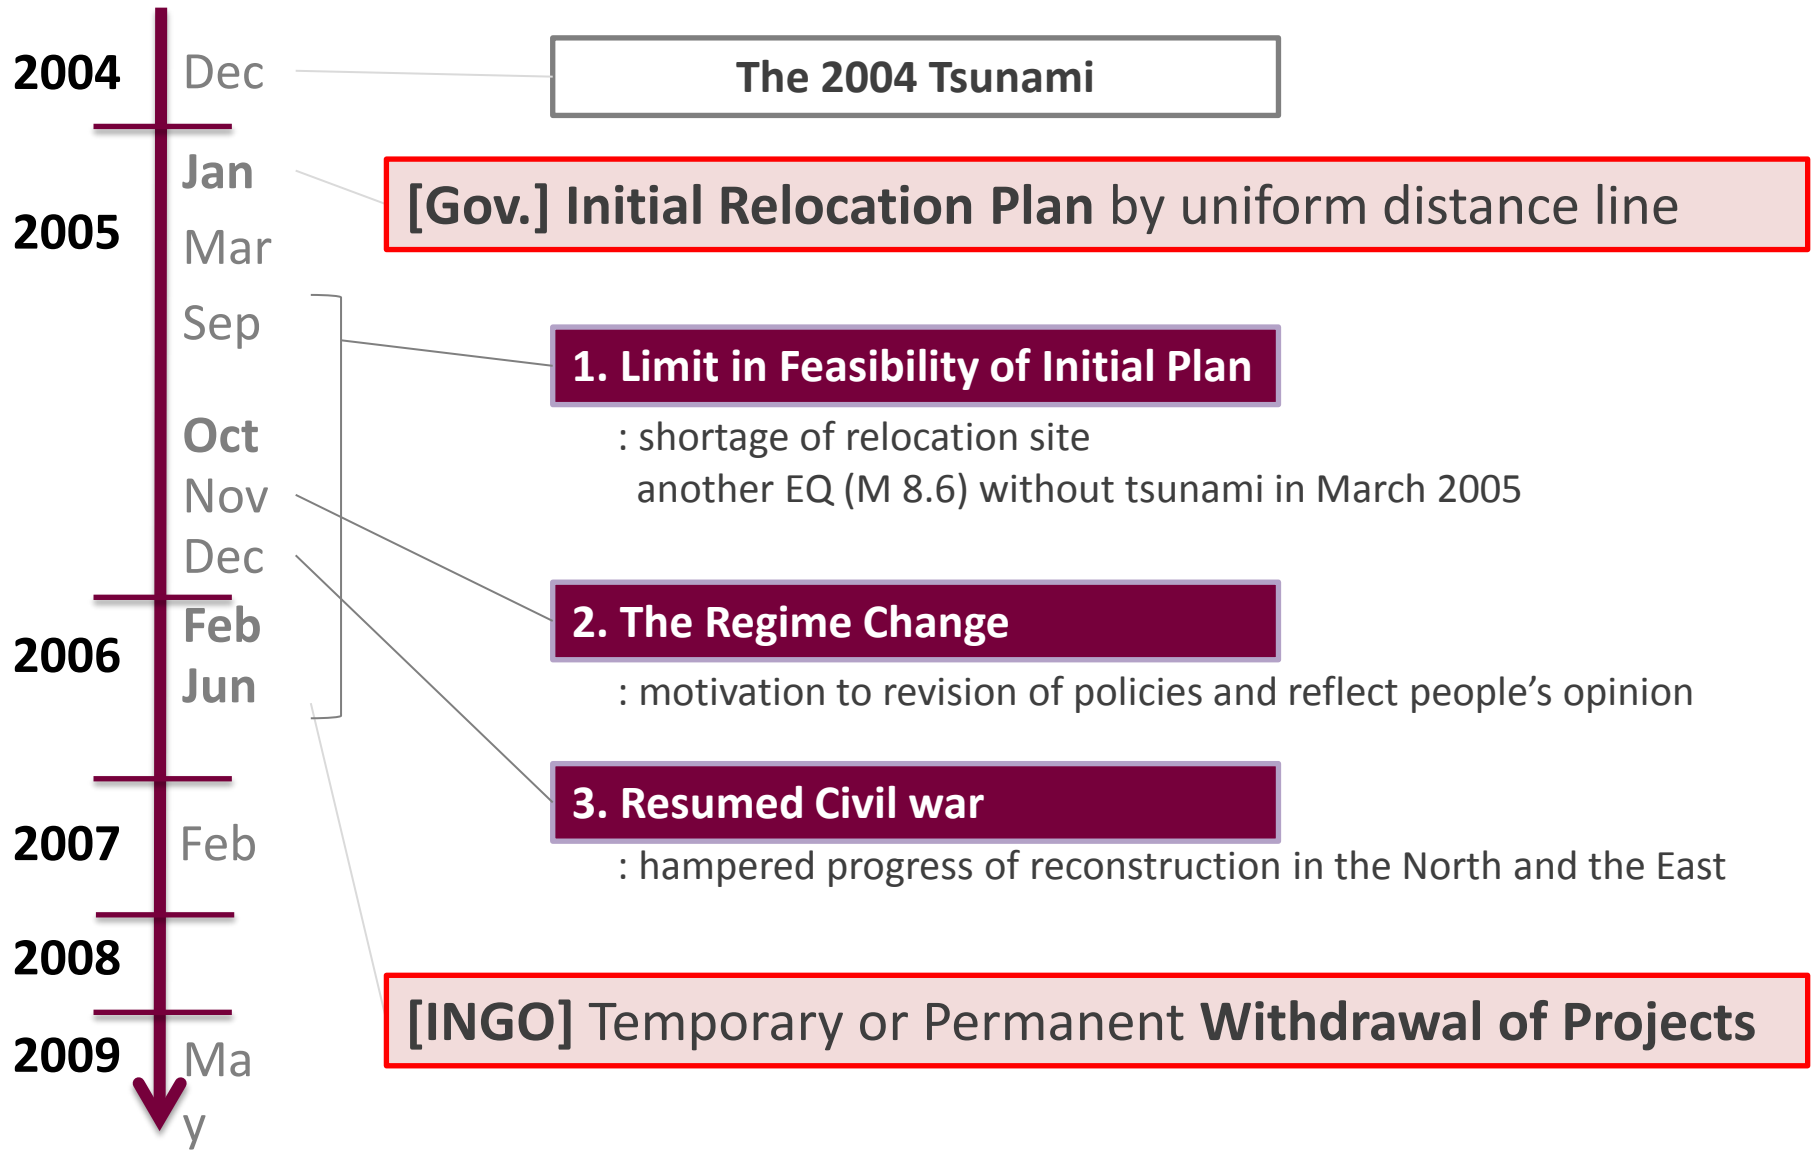 2004 Dec The 2004 Tsunami
Jan
[Gov.] Initial Relocation Plan by uniform distance line
2005
Mar
Sep
1. Limit in Feasibility of Initial Plan
: shortage of relocation site
another EQ (M 8.6) without tsunami in March 2005
Oct
Nov
Dec
2. The Regime Change
: motivation to revision of policies and reflect people’s opinion
Feb
2006
Jun
3. Resumed Civil war
: hampered progress of reconstruction in the North and the East
2007 Feb
2008
[INGO] Temporary or Permanent Withdrawal of Projects
2009 Ma
y